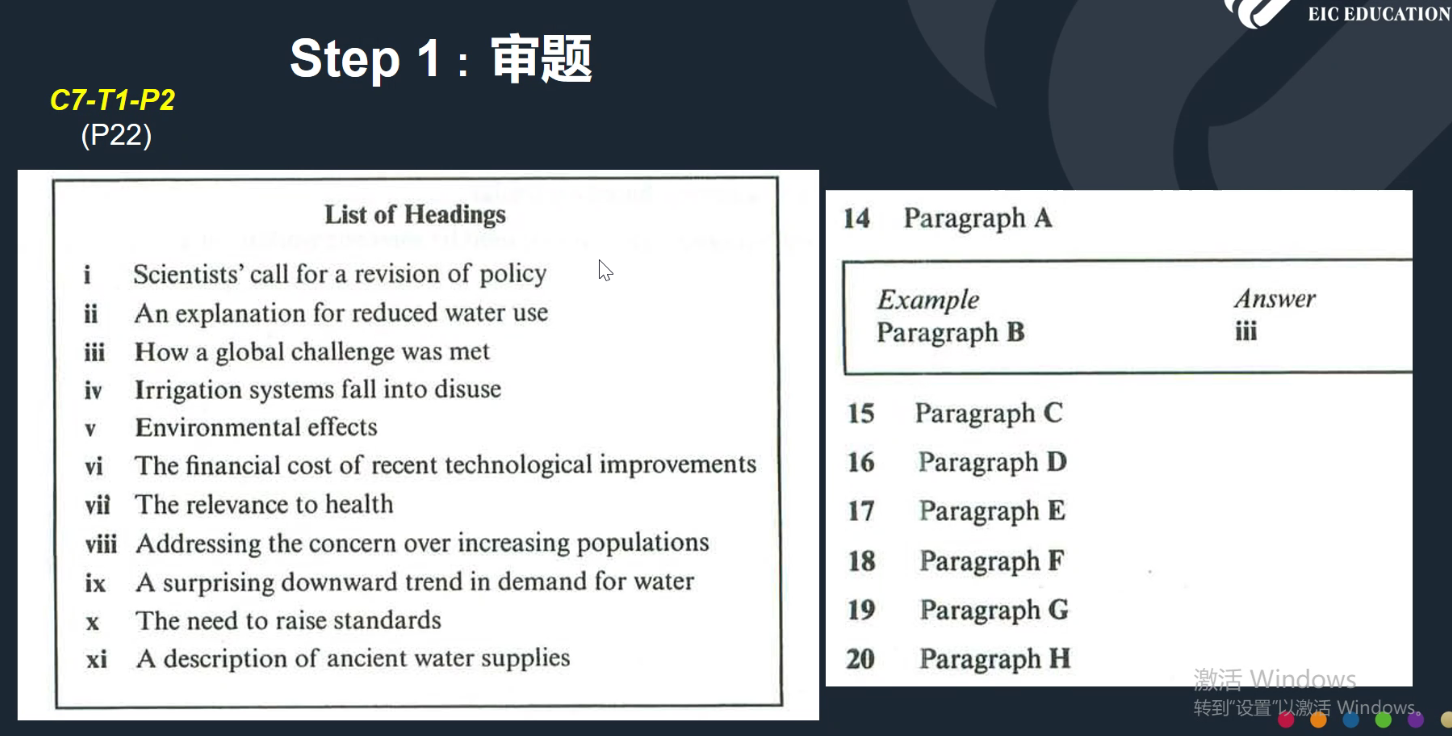 EIC EDUCATION
Step 1：审题
C7-T1-P2
(P22)
List of Headings
i Scientists' call for a revision of policy
ii An explanation for reduced water use
iii How a global challenge was met
iv Irrigation systems fall into disuse
v Environmental effects
vi The financial cost of recent technological improvements
vii The relevance to health
viii Addressing the concern over increasing populations
ix A surprising downward trend in demand for water
x The need to raise standards
xi A description of ancient water supplies
14 Paragraph A
Example Answer
Paragraph B iii
15 Paragraph C
16 Paragraph D
17 Paragraph E
18 Paragraph F
19 Paragraph G
20 Paragraph H
激活 Windows
转到"设置"以激活 Windows。